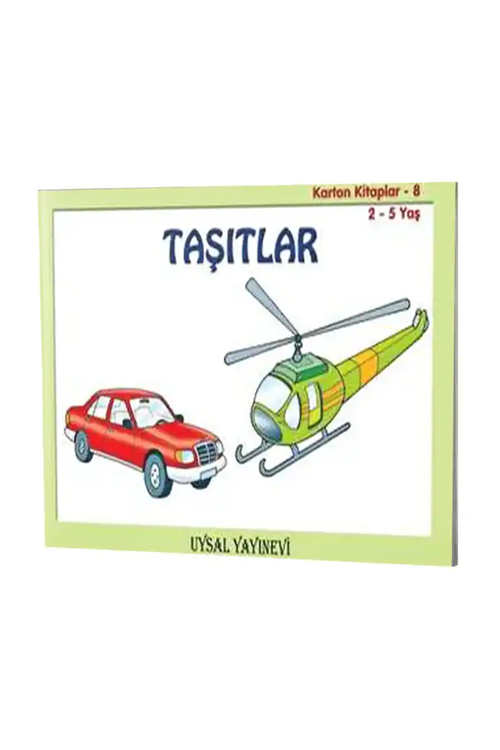 Karton Kitaplar - 8
2 - 5 Yaş
TAŞITLAR
UYSAL YAYINEVİ